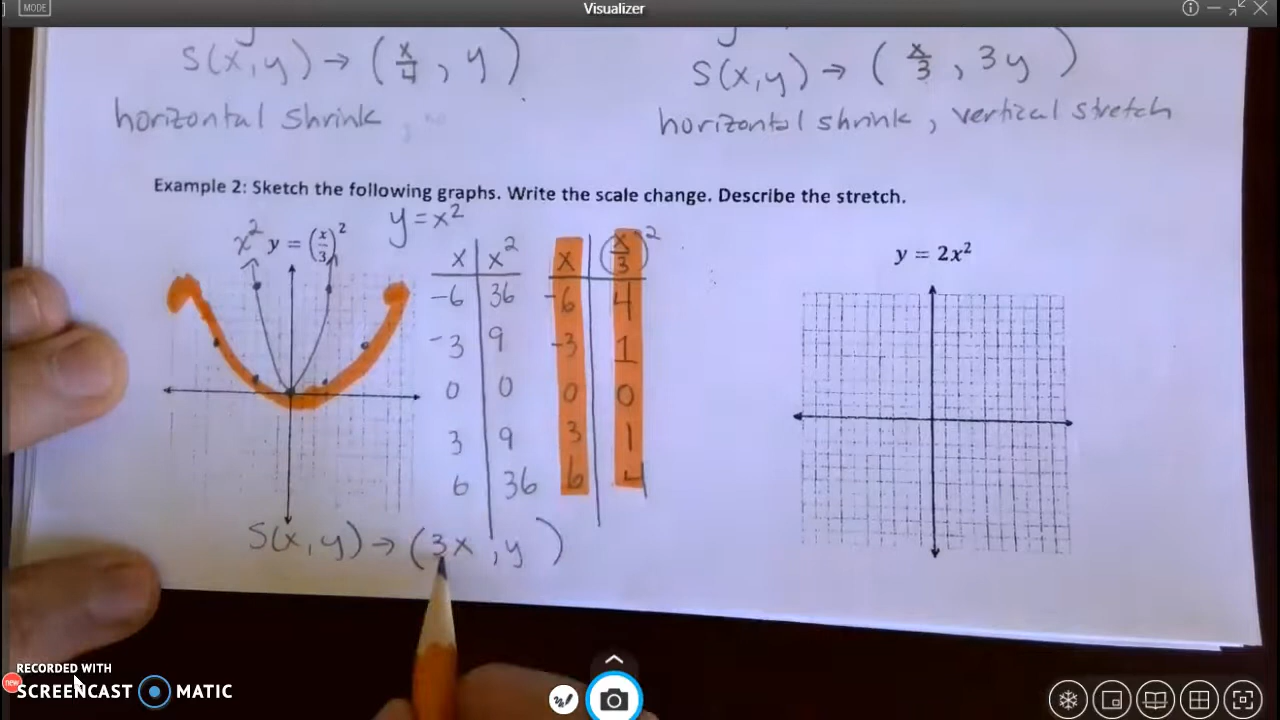 MODE
Visualizer
S(x,y) → (x/4, y)
S(x,y) → (x/3, 3y)
horizontal shrink
horizontal shrink, vertical stretch
Example 2: Sketch the following graphs. Write the scale change. Describe the stretch.
x² y = (x/3)²
y = x²
x | x²
-6 | 36
-3 | 9
0 | 0
3 | 9
6 | 36
x | (x/3)²
-6 | 4
-3 | 1
0 | 0
3 | 1
6 | 4
y = 2x²
S(x,y) → (3x, y)
RECORDED WITH
new
SCREENCAST MATIC